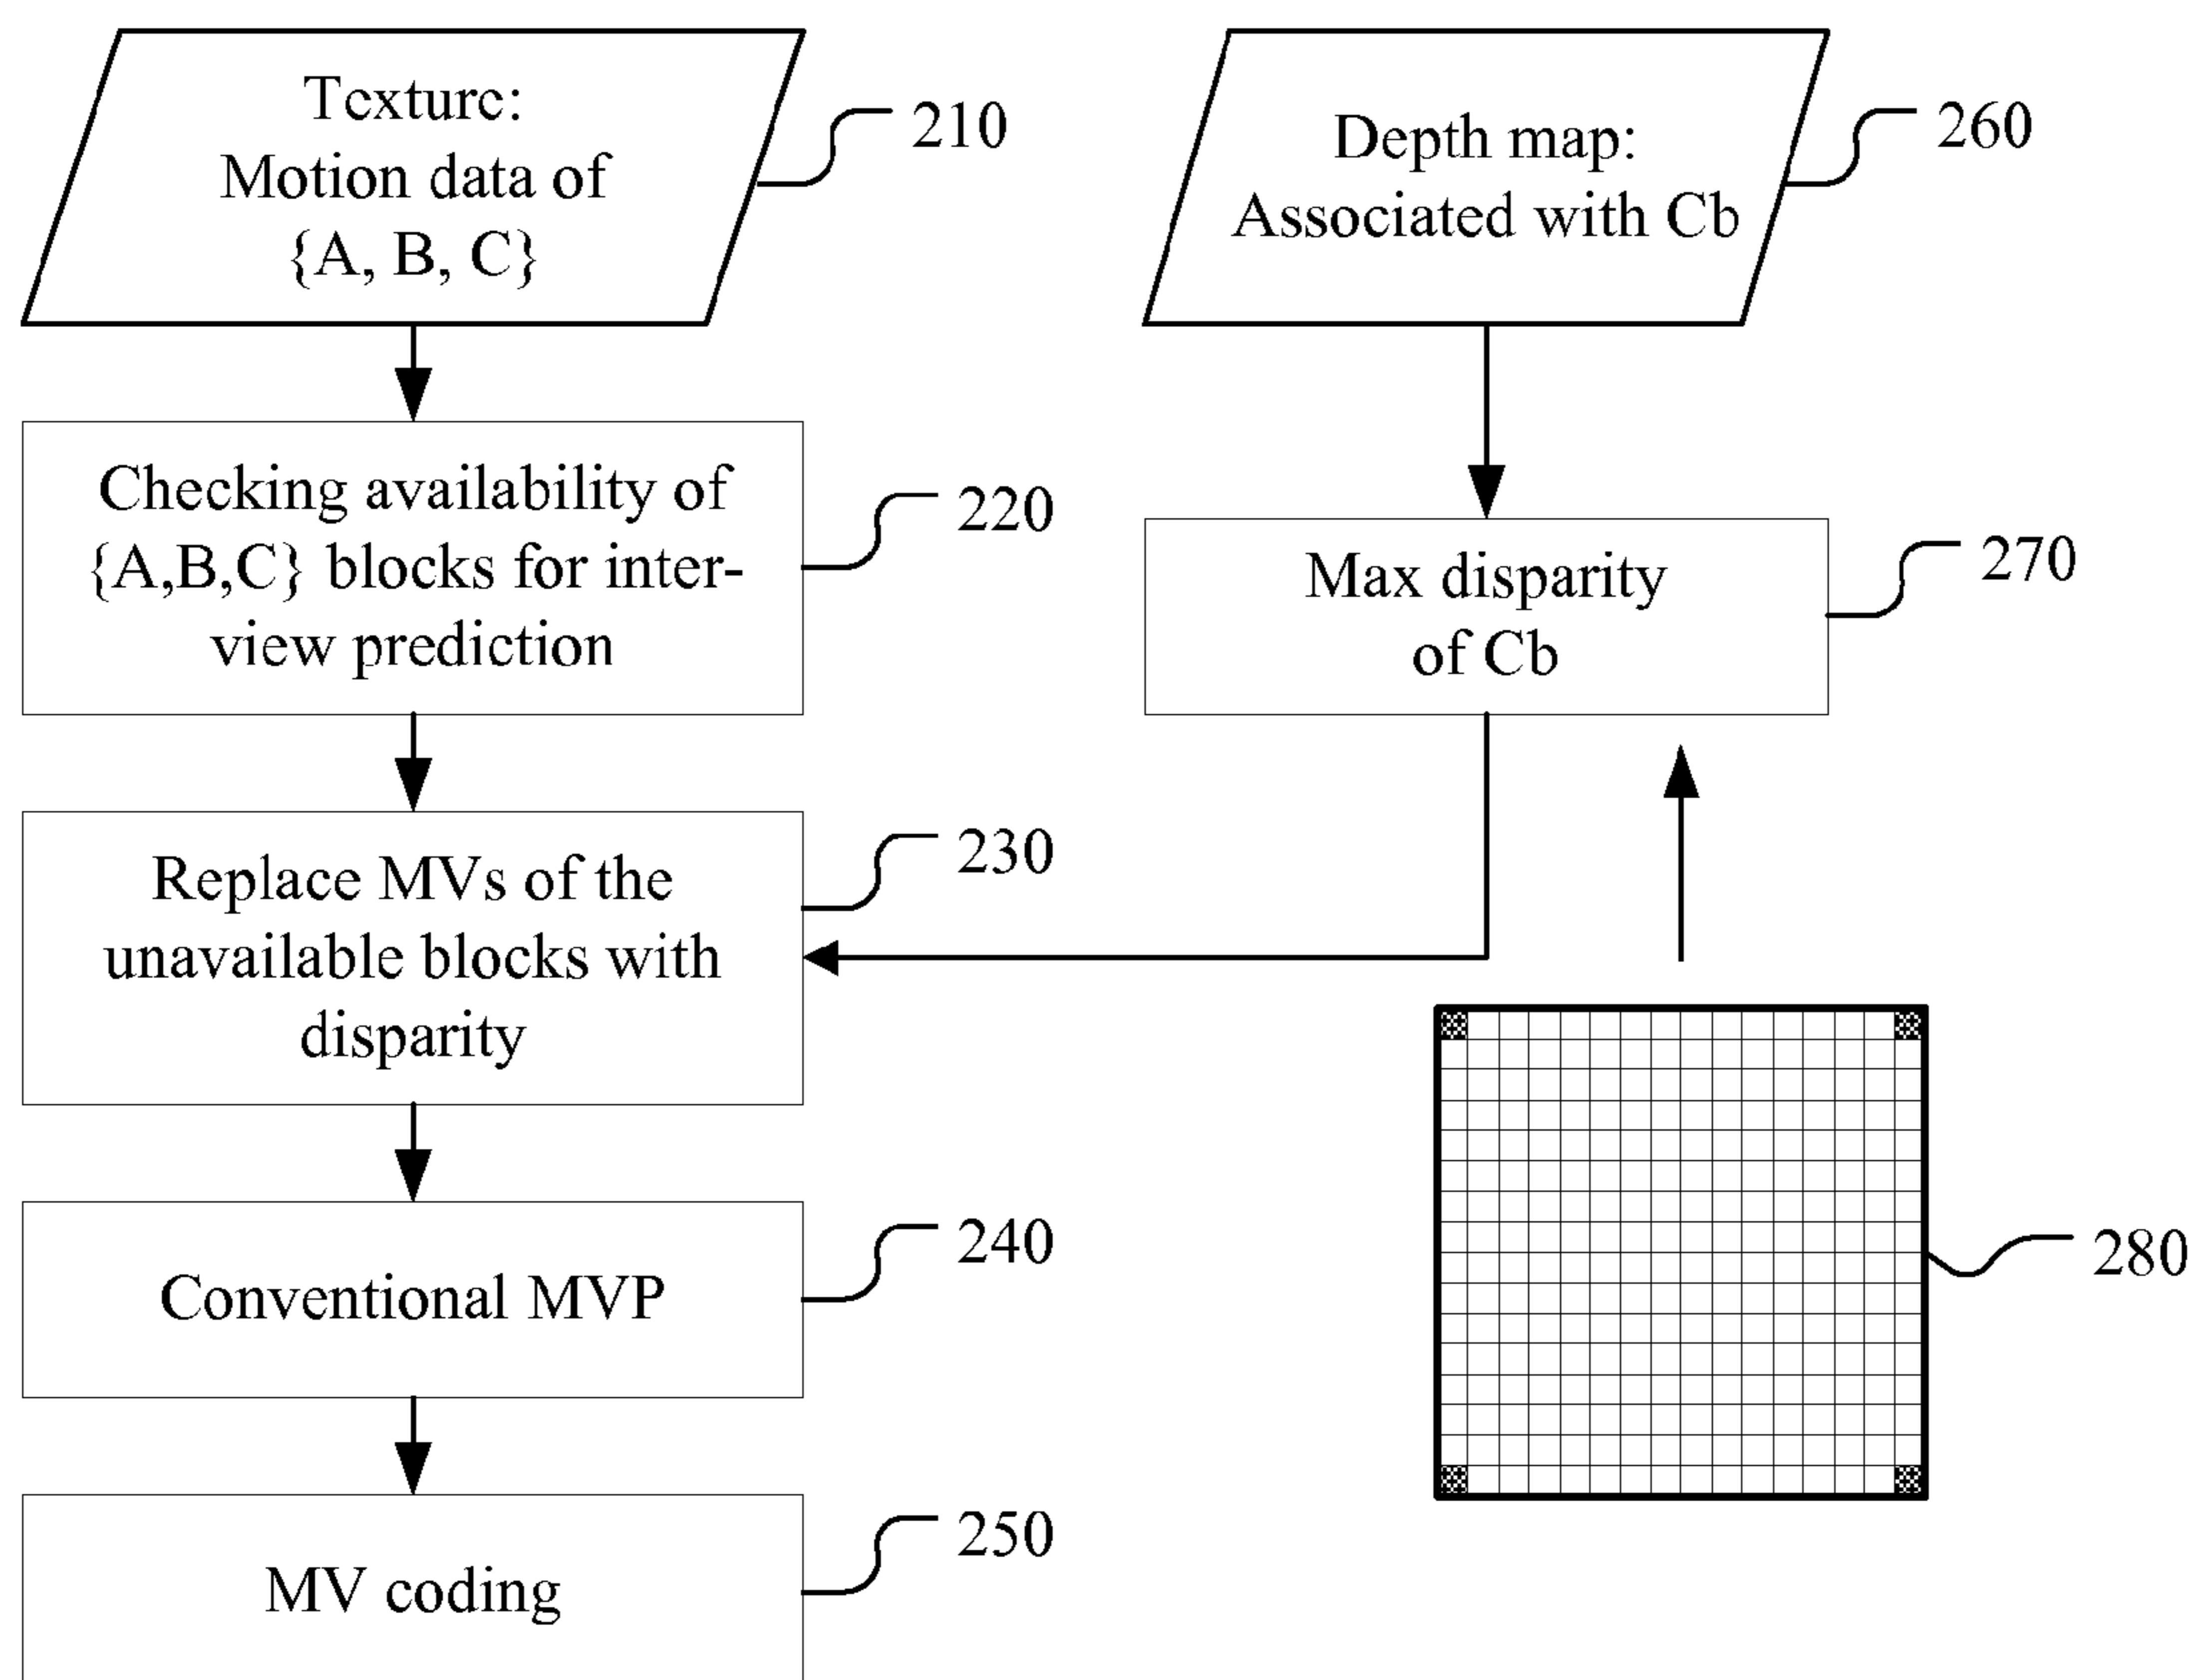 Texture:
Motion data of
{A, B, C}
210
Checking availability of
{A,B,C} blocks for inter-
view prediction
220
Replace MVs of the
unavailable blocks with
disparity
230
Conventional MVP
240
MV coding
250
Depth map:
Associated with Cb
260
Max disparity
of Cb
270
280